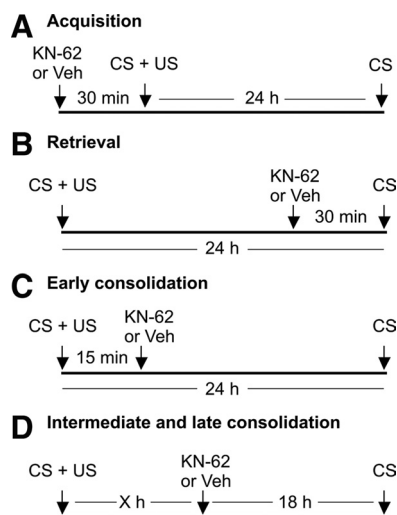 A Acquisition
KN-62
or Veh
CS + US
CS
30 min
24 h
B Retrieval
CS + US
KN-62
or Veh
CS
30 min
24 h
C Early consolidation
CS + US
KN-62
or Veh
CS
15 min
24 h
D Intermediate and late consolidation
CS + US
KN-62
or Veh
CS
X h
18 h